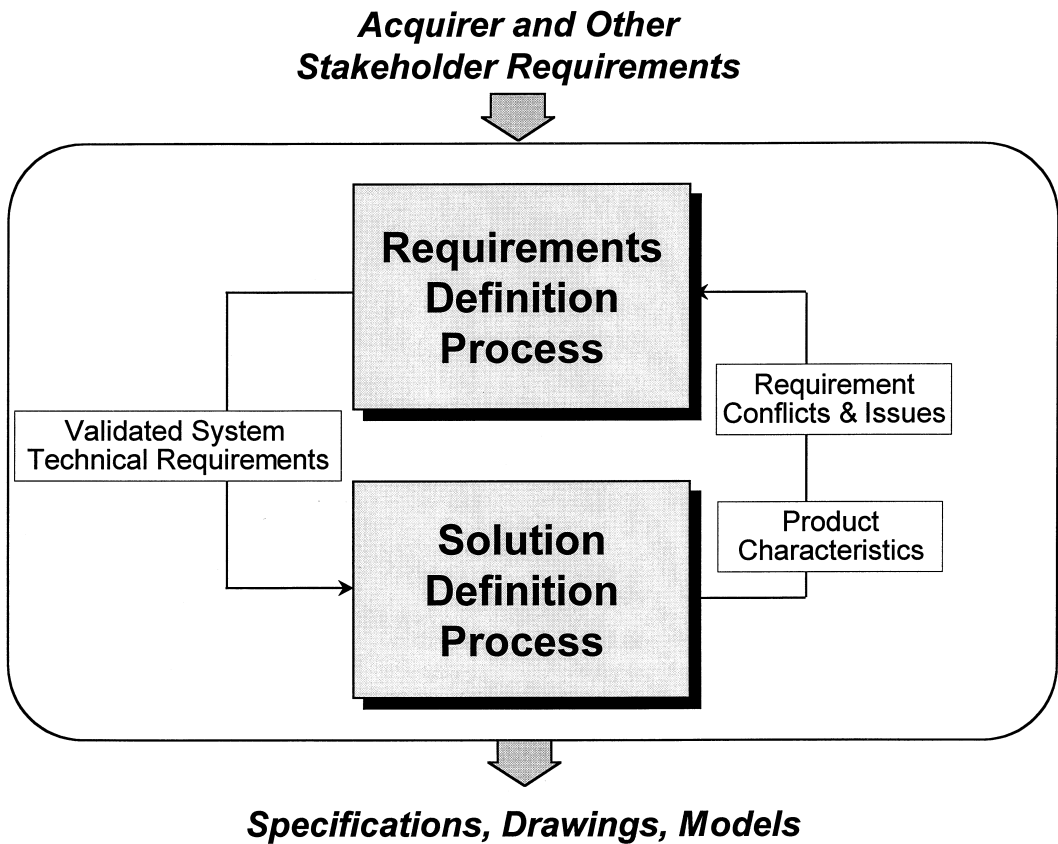 Acquirer and Other
Stakeholder Requirements
Requirements
Definition
Process
Requirement
Conflicts & Issues
Validated System
Technical Requirements
Product
Characteristics
Solution
Definition
Process
Specifications, Drawings, Models